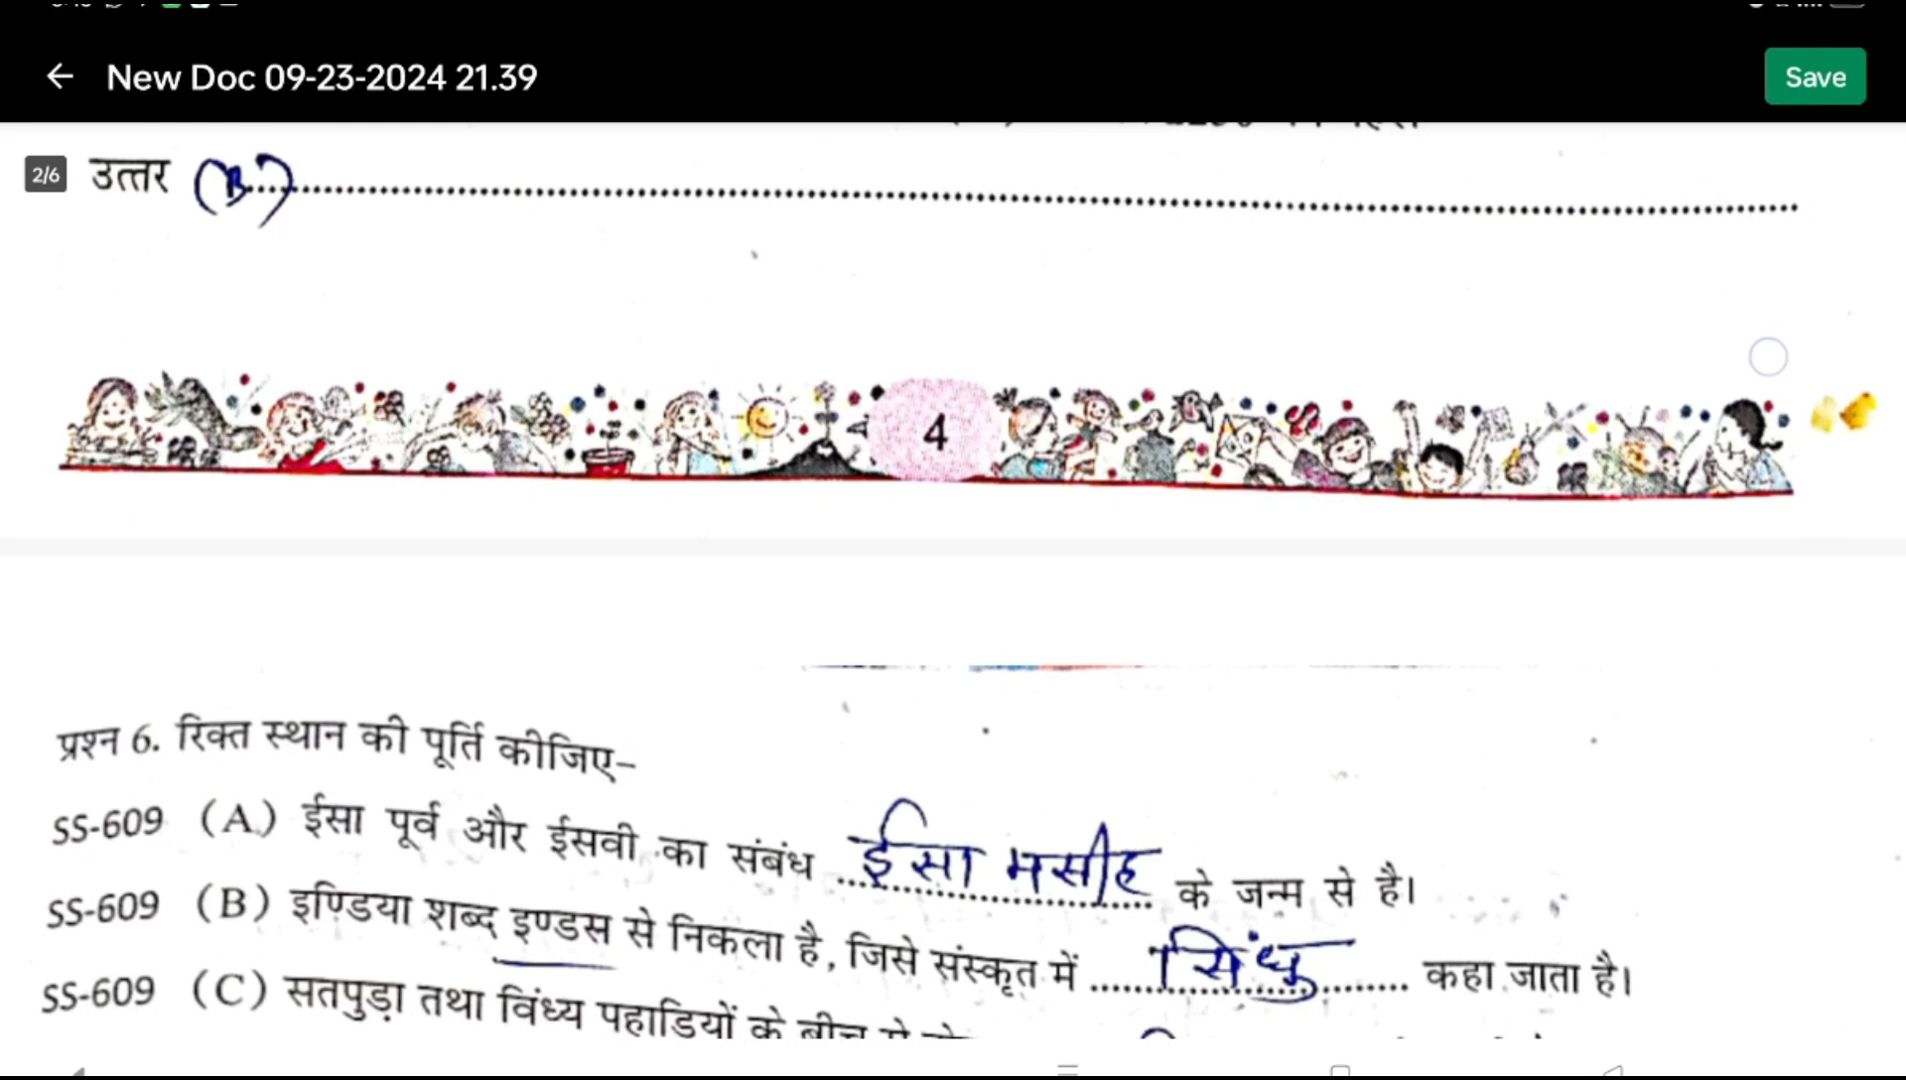 New Doc 09-23-2024 21.39
Save
2/6
उत्तर (B)
4
प्रश्न 6. रिक्त स्थान की पूर्ति कीजिए–
SS-609 (A) ईसा पूर्व और ईसवी का संबंध ईसा मसीह के जन्म से है।
SS-609 (B) इण्डिया शब्द इण्डस से निकला है, जिसे संस्कृत में सिंधु कहा जाता है।
SS-609 (C) सतपुड़ा तथा विंध्य पहाडियों के बीच से